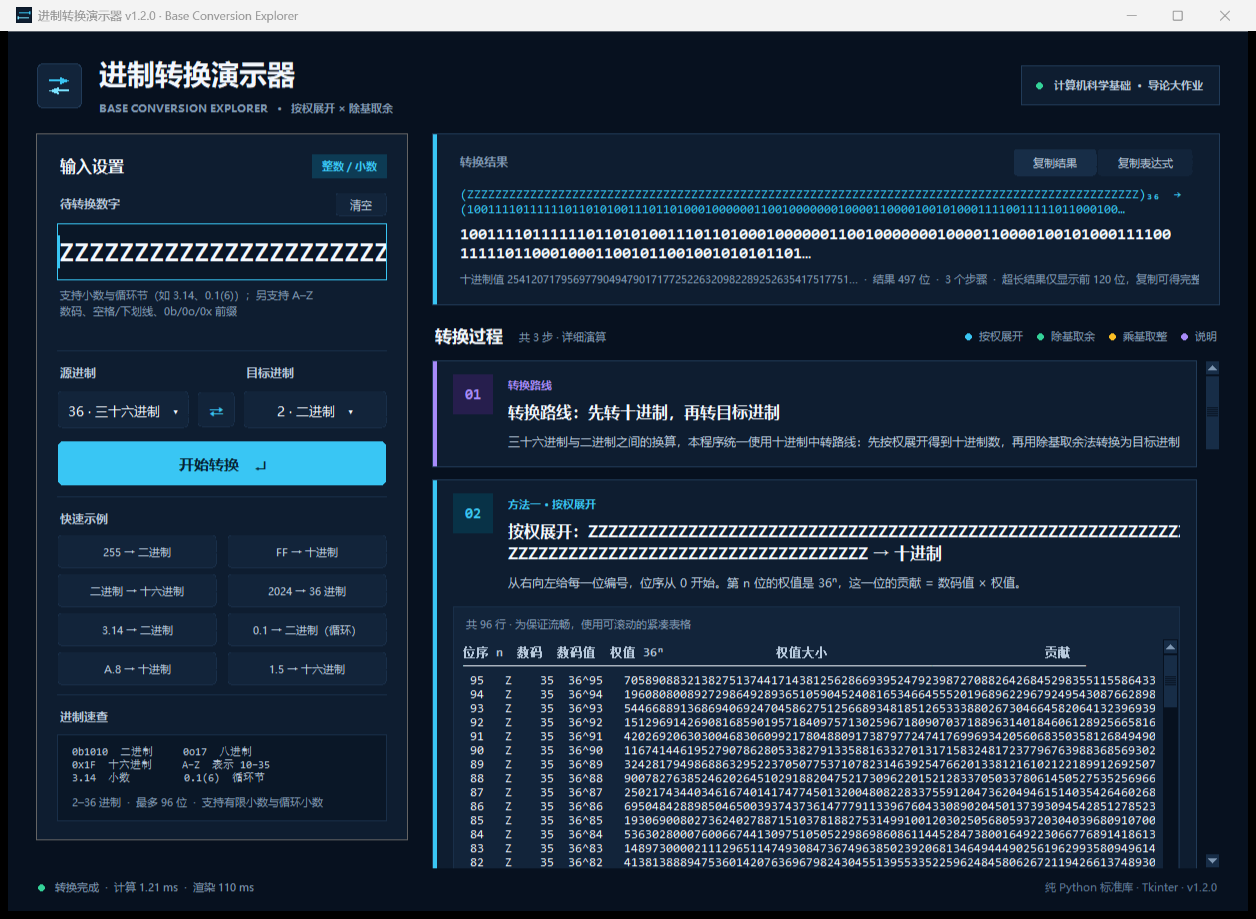 进制转换演示器 v1.2.0 · Base Conversion Explorer
进制转换演示器
BASE CONVERSION EXPLORER • 按权展开 × 除基取余
计算机科学基础 • 导论大作业
输入设置
整数 / 小数
待转换数字
清空
ZZZZZZZZZZZZZZZZZZZZZZ
支持小数与循环节（如 3.14、0.1(6)）；另支持 A–Z
数码、空格/下划线、0b/0o/0x 前缀
源进制
目标进制
36 · 三十六进制 ▾
⇄
2 · 二进制 ▾
开始转换 ↵
快速示例
255 → 二进制
FF → 十进制
二进制 → 十六进制
2024 → 36 进制
3.14 → 二进制
0.1 → 二进制（循环）
A.8 → 十进制
1.5 → 十六进制
进制速查
0b1010 二进制 0o17 八进制
0x1F 十六进制 A-Z 表示 10-35
3.14 小数 0.1(6) 循环节
2–36 进制 · 最多 96 位 · 支持有限小数与循环小数
转换结果
复制结果
复制表达式
(ZZZZZZZZZZZZZZZZZZZZZZZZZZZZZZZZZZZZZZZZZZZZZZZZZZZZZZZZZZZZZZZZZZZZZZZZZZZZZZZZZZZZZZZZZZZZZZZZ)₃₆ →
(100111101111110110101001110110100010000001100100000001000011000010010100011110011111011000100…
1001111011111101101010011101101000100000011001000000010000110000100101000111100
11111011000100011001011001001010101101…
十进制值 2541207179569779049479017177252263209822892526354175177​51… · 结果 497 位 · 3 个步骤 · 超长结果仅显示前 120 位，复制可得完整
转换过程
共 3 步 · 详细演算
按权展开
除基取余
乘基取整
说明
01
转换路线
转换路线：先转十进制，再转目标进制
三十六进制与二进制之间的换算，本程序统一使用十进制中转路线：先按权展开得到十进制数，再用除基取余法转换为目标进制
02
方法一 • 按权展开
按权展开：ZZZZZZZZZZZZZZZZZZZZZZZZZZZZZZZZZZZZZZZZZZZZZZZZZZZZZZZZZZZZ
ZZZZZZZZZZZZZZZZZZZZZZZZZZZZZZZZZZZZ → 十进制
从右向左给每一位编号，位序从 0 开始。第 n 位的权值是 36ⁿ，这一位的贡献 = 数码值 × 权值。
共 96 行 · 为保证流畅，使用可滚动的紧凑表格
位序 n 数码 数码值 权值 36ⁿ 权值大小 贡献
95 Z 35 36^95 7058908832138275137441714381256286693952479239872708826426845298355115586433
94 Z 35 36^94 1960808008927298649289365105904524081653466455520196896229679249543087662898
93 Z 35 36^93 5446688913686940692470458627512566893481851265333880267304664582064132396939
92 Z 35 36^92 1512969142690816859019571840975713025967180907037188963140184606128925665816
91 Z 35 36^91 4202692063030046830609921780488091738797724741769969342056068350358126849490
90 Z 35 36^90 1167414461952790786280533827913358816332701317158324817237796763988368569302
89 Z 35 36^89 3242817949868863295223705077537107823146392547662013381216102122189912692507
88 Z 35 36^88 9007827638524620264510291882047521730962201521283370503378061450527535256966
87 Z 35 36^87 2502174344034616740141747745013200480822833755912047362049461514035426460268
86 Z 35 36^86 6950484288985046500393743736147779113396760433089020450137393094542851278523
85 Z 35 36^85 1930690080273624027887151037818827531499100120302505680593720304039680910700
84 Z 35 36^84 5363028000760066744130975105052298698608611445284738001649223066776891418613
83 Z 35 36^83 1489730000211129651147493084736749638502392068134649444902561962993580949614
82 Z 35 36^82 4138138889475360142076369679824304551395533522596248458062672119426613748930
转换完成 · 计算 1.21 ms · 渲染 110 ms
纯 Python 标准库 · Tkinter · v1.2.0